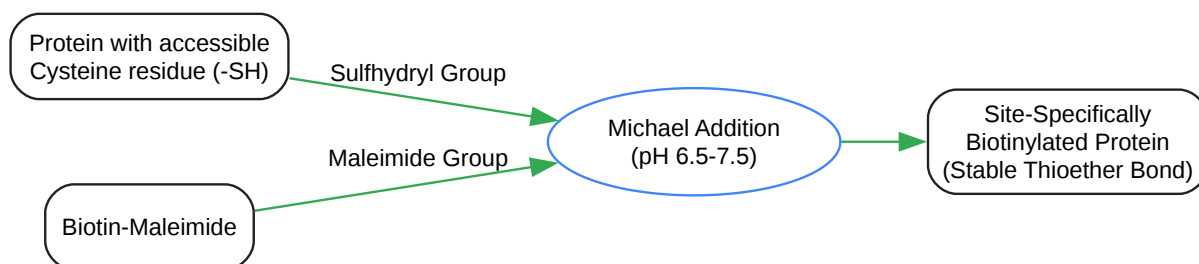 Protein with accessible
Cysteine residue (-SH)
Sulfhydryl Group
Maleimide Group
Biotin-Maleimide
Michael Addition
(pH 6.5-7.5)
Site-Specifically
Biotinylated Protein
(Stable Thioether Bond)